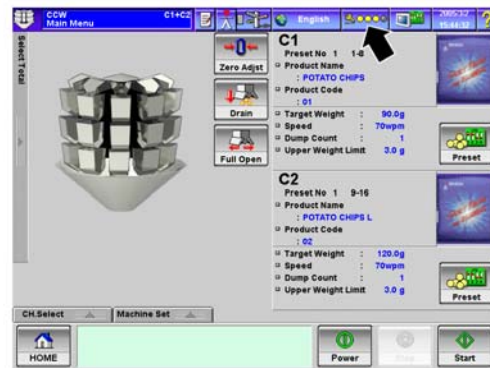 CCW
Main Menu
C1+C2
English
2005/3/2
15:44:32
Select Total
Zero Adjst
Drain
Full Open
C1
Preset No 1 1-8
Product Name
: POTATO CHIPS
Product Code
: 01
Target Weight : 90.0g
Speed : 70wpm
Dump Count : 1
Upper Weight Limit 3.0 g
Preset
C2
Preset No 1 9-16
Product Name
: POTATO CHIPS L
Product Code
: 02
Target Weight : 120.0g
Speed : 70wpm
Dump Count : 1
Upper Weight Limit 3.0 g
Preset
CH.Select
Machine Set
HOME
Power
Stop
Start